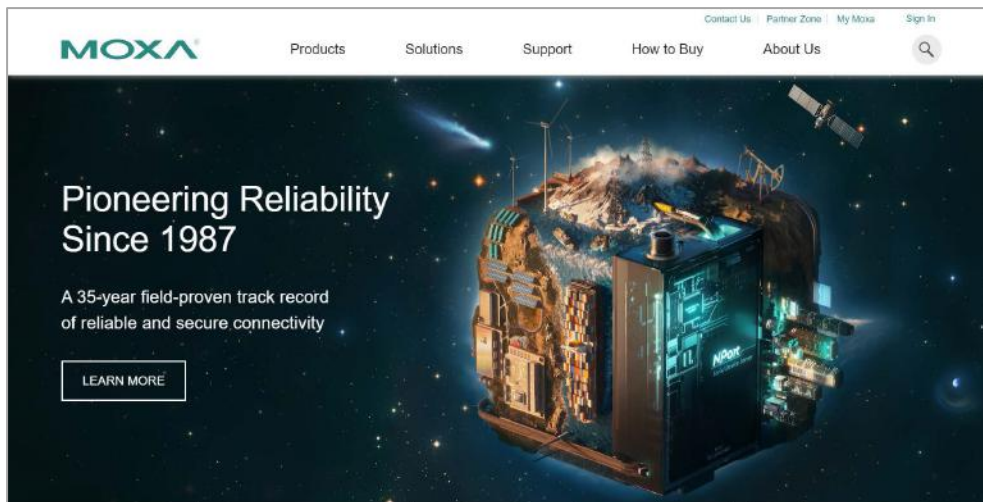 Contact Us | Partner Zone | My Moxa Sign In
MOXA® Products Solutions Support How to Buy About Us
Pioneering Reliability
Since 1987
A 35-year field-proven track record
of reliable and secure connectivity
LEARN MORE
NPort